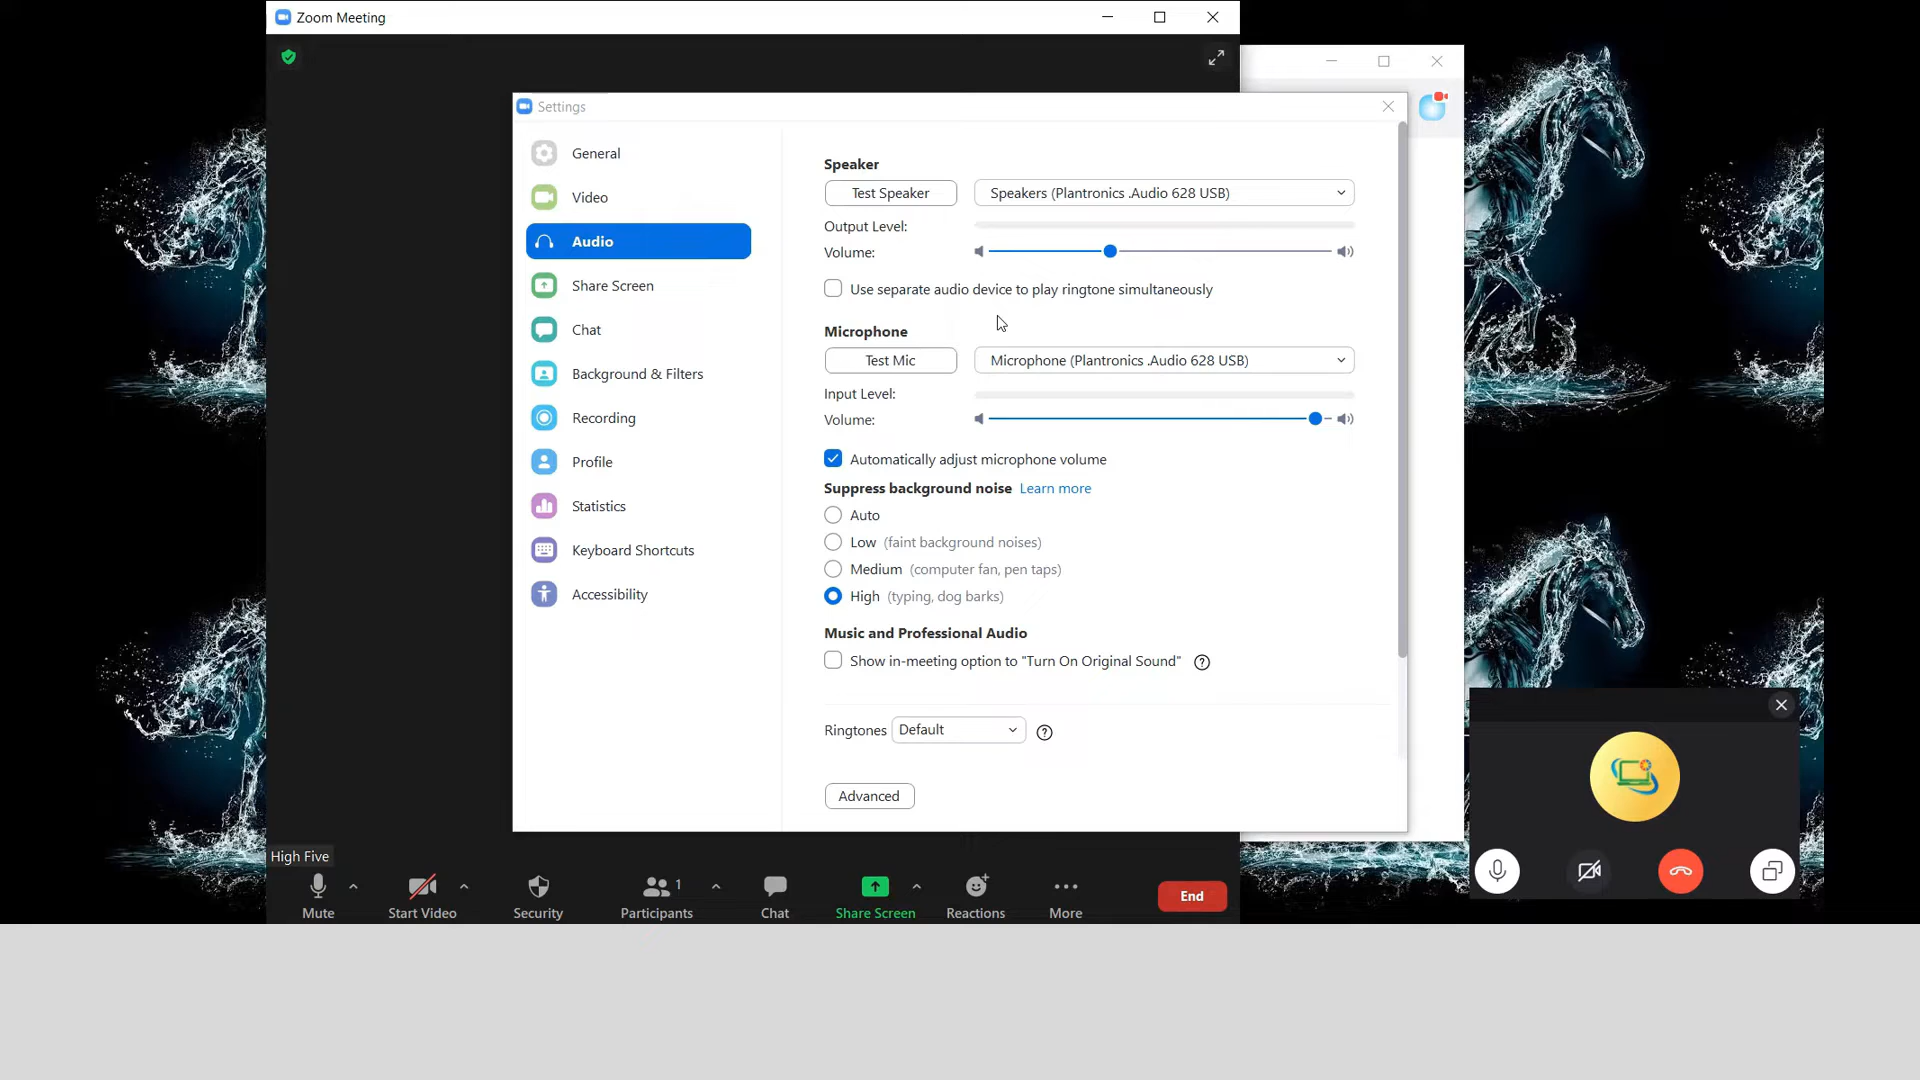 Zoom Meeting
Settings
General
Video
Audio
Share Screen
Chat
Background & Filters
Recording
Profile
Statistics
Keyboard Shortcuts
Accessibility
Speaker
Test Speaker
Speakers (Plantronics .Audio 628 USB)
Output Level:
Volume:
Use separate audio device to play ringtone simultaneously
Microphone
Test Mic
Microphone (Plantronics .Audio 628 USB)
Input Level:
Volume:
Automatically adjust microphone volume
Suppress background noise Learn more
Auto
Low (faint background noises)
Medium (computer fan, pen taps)
High (typing, dog barks)
Music and Professional Audio
Show in-meeting option to "Turn On Original Sound"
Ringtones Default
Advanced
High Five
Mute
Start Video
Security
1
Participants
Chat
Share Screen
Reactions
More
End